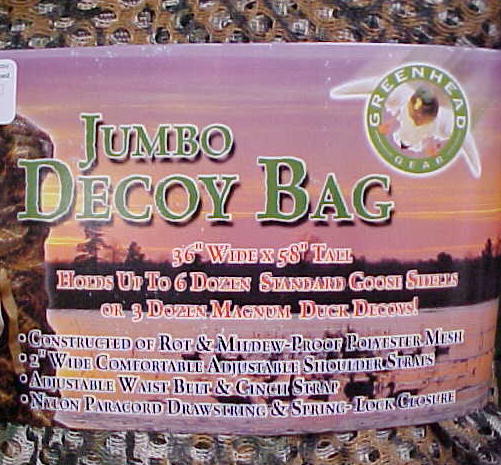 GREENHEAD
GEAR
JUMBO
DECOY BAG
36" WIDE X 58" TALL
HOLDS UP TO 6 DOZEN STANDARD GOOSE SHELLS
OR 3 DOZEN MAGNUM DUCK DECOYS!
• CONSTRUCTED OF ROT & MILDEW-PROOF POLYESTER MESH
• 2" WIDE COMFORTABLE ADJUSTABLE SHOULDER STRAPS
• ADJUSTABLE WAIST BELT & CINCH STRAP
• NYLON PARACORD DRAWSTRING & SPRING-LOCK CLOSURE